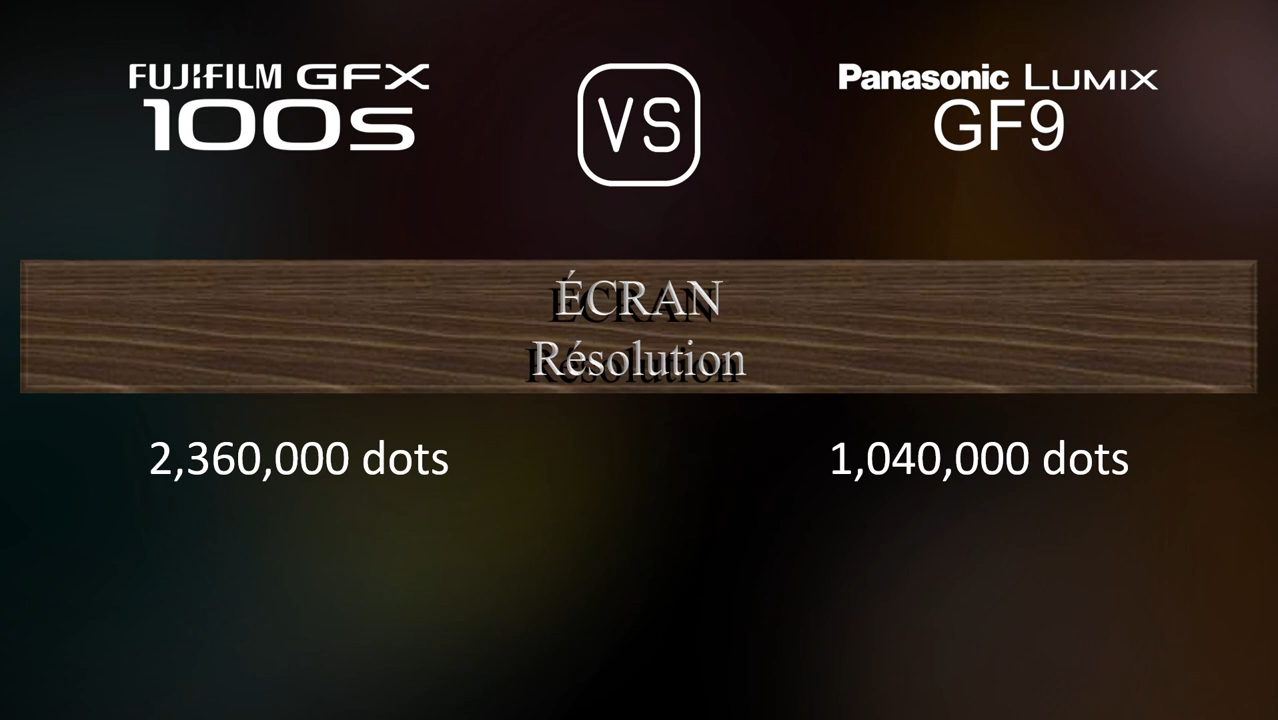 FUJIFILM GFX
100S
VS
Panasonic LUMIX
GF9
ÉCRAN
Résolution
2,360,000 dots
1,040,000 dots